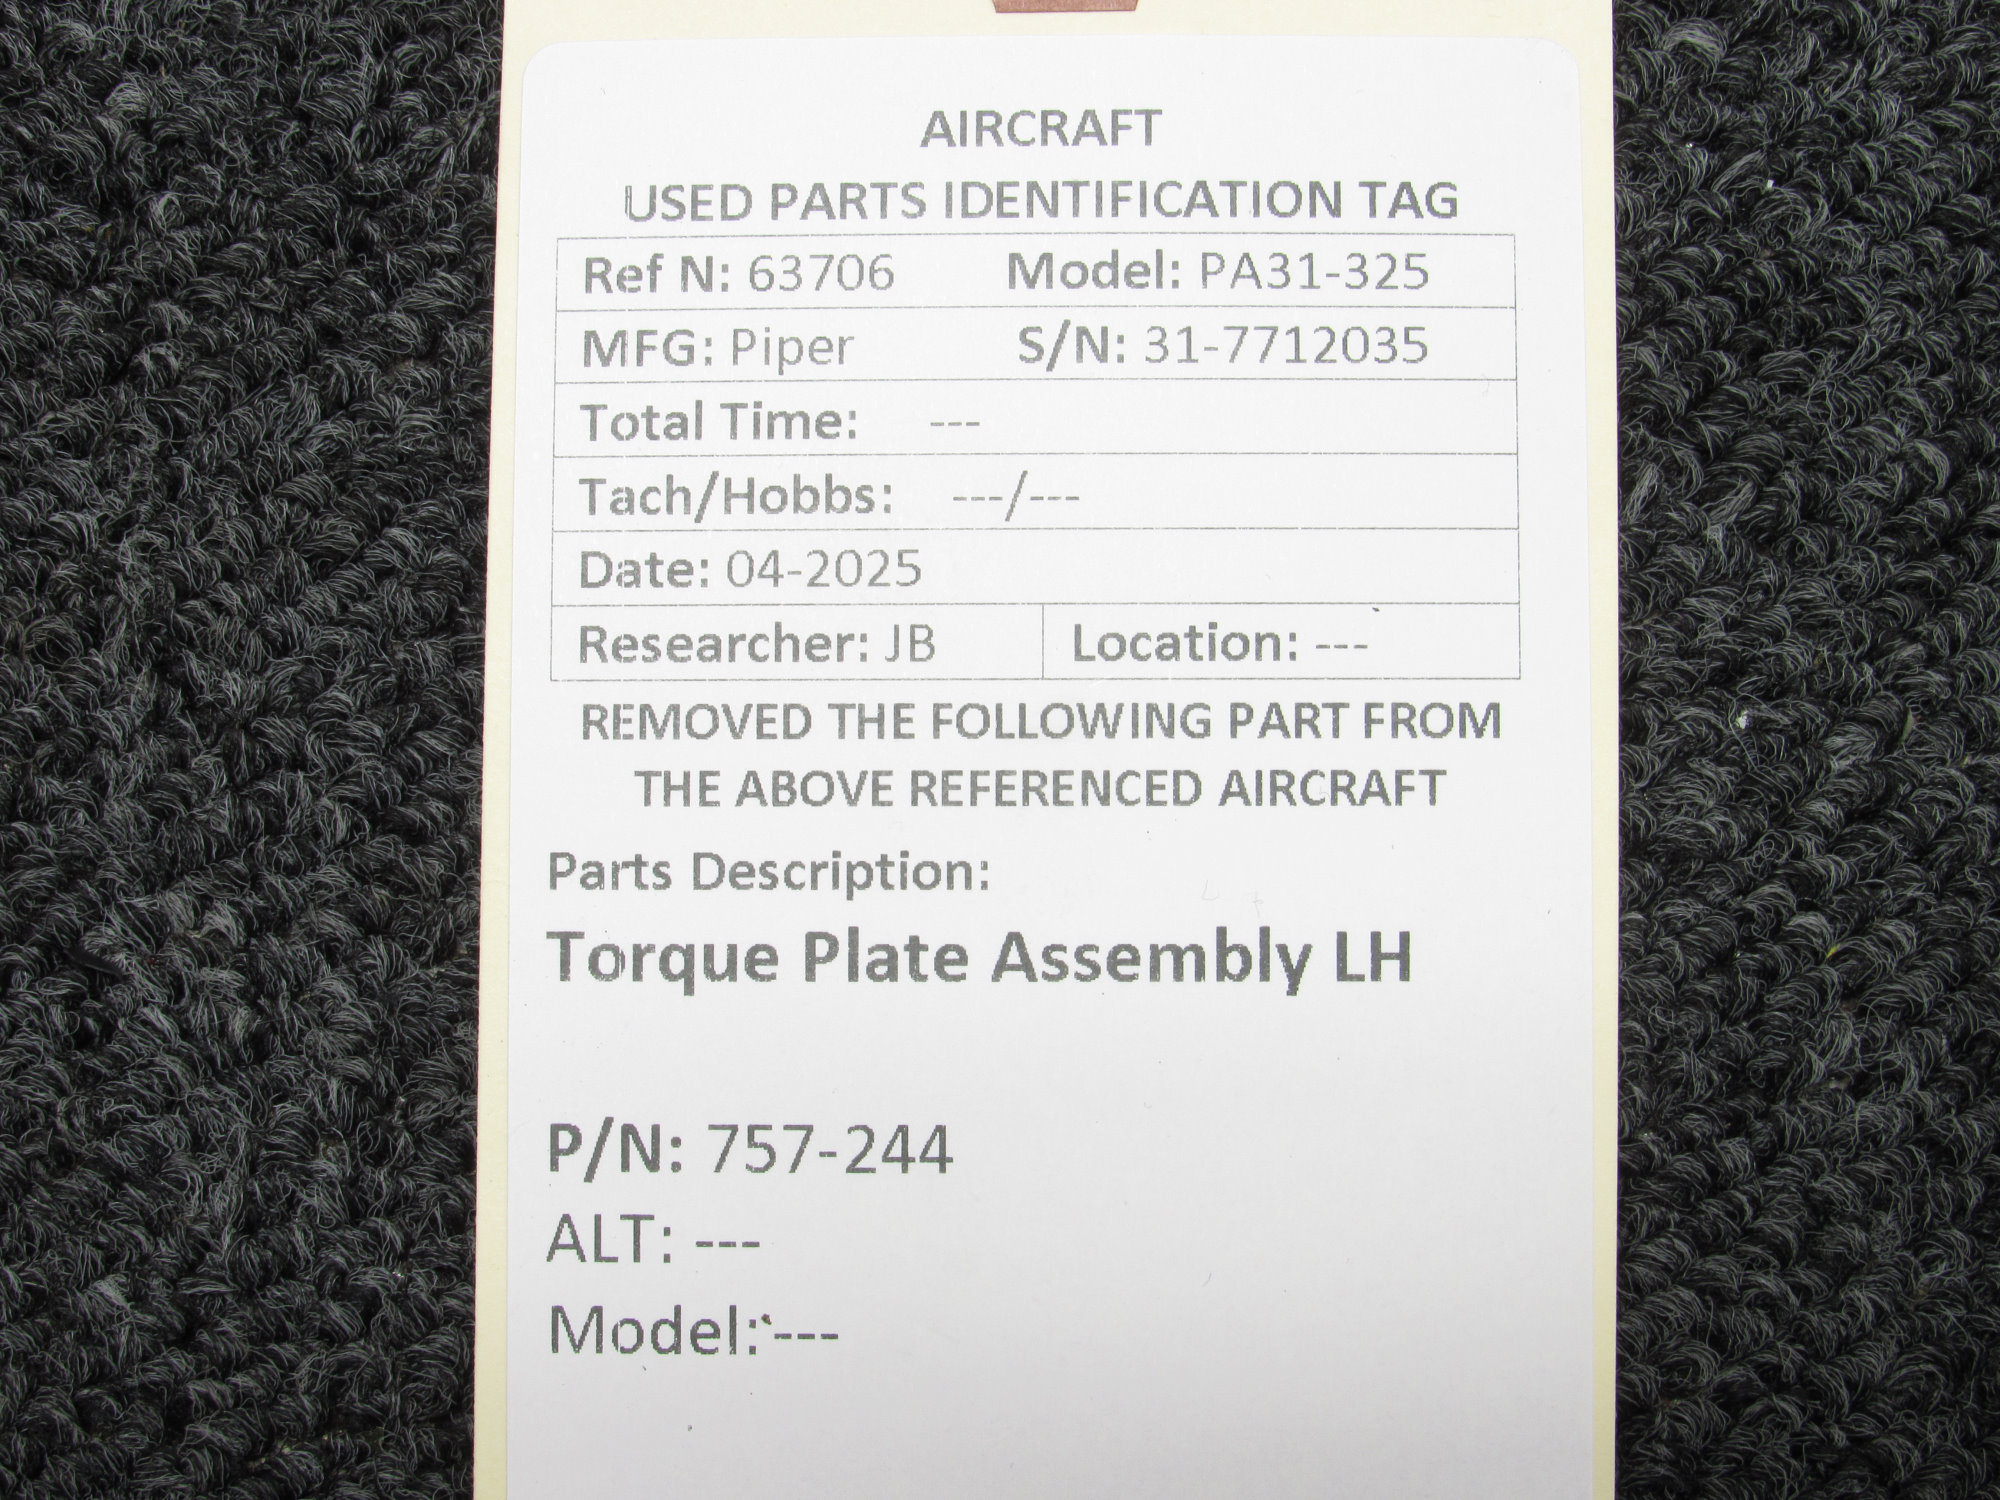 AIRCRAFT
USED PARTS IDENTIFICATION TAG
Ref N: 63706 Model: PA31-325
MFG: Piper S/N: 31-7712035
Total Time: ---
Tach/Hobbs: ---/---
Date: 04-2025
Researcher: JB Location: ---
REMOVED THE FOLLOWING PART FROM
THE ABOVE REFERENCED AIRCRAFT
Parts Description:
Torque Plate Assembly LH
P/N: 757-244
ALT: ---
Model: ---